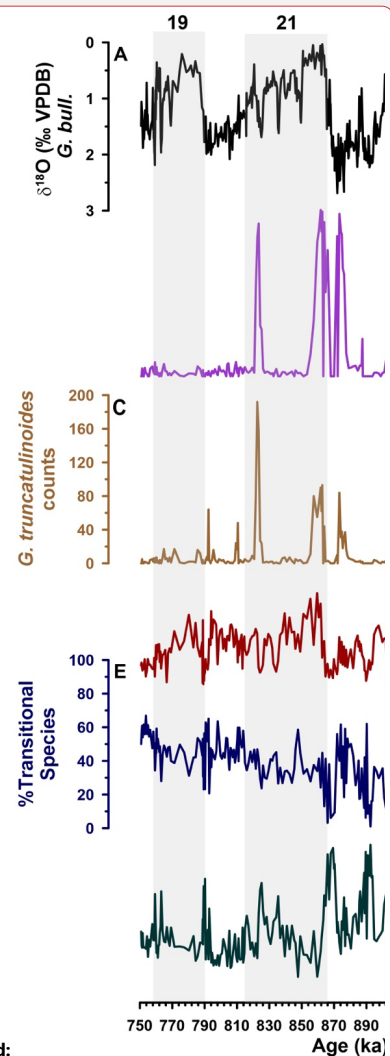 19 21
A
0
1
2
3
δ¹⁸O (‰ VPDB)
G. bull.
C
200
160
120
80
40
0
G. truncatulinoides
counts
E
100
80
60
40
20
0
%Transitional
Species
750 770 790 810 830 850 870 890
Age (ka)
d: